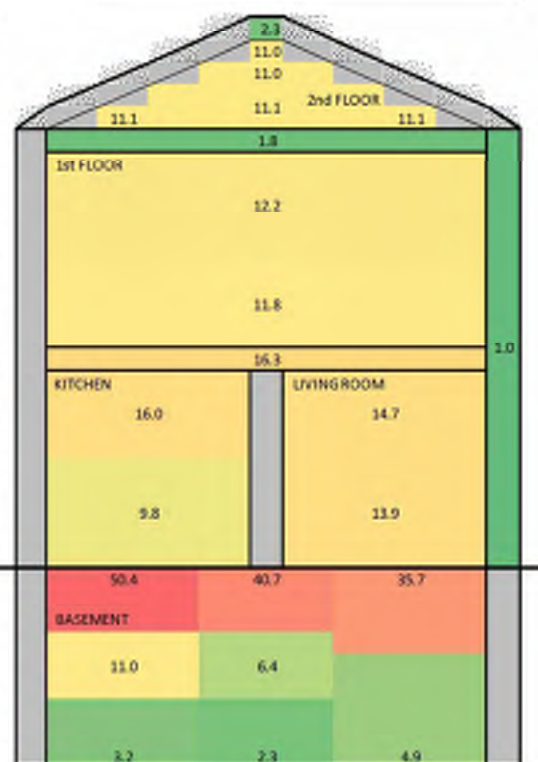 2.3
11.0
11.0
2nd FLOOR
11.1
11.1 11.1
1.8
1st FLOOR
12.2
11.8
1.0
16.3
KITCHEN LIVING ROOM
16.0 14.7
9.8 13.9
50.4 40.7 35.7
BASEMENT
11.0 6.4
3.2 2.3 4.9